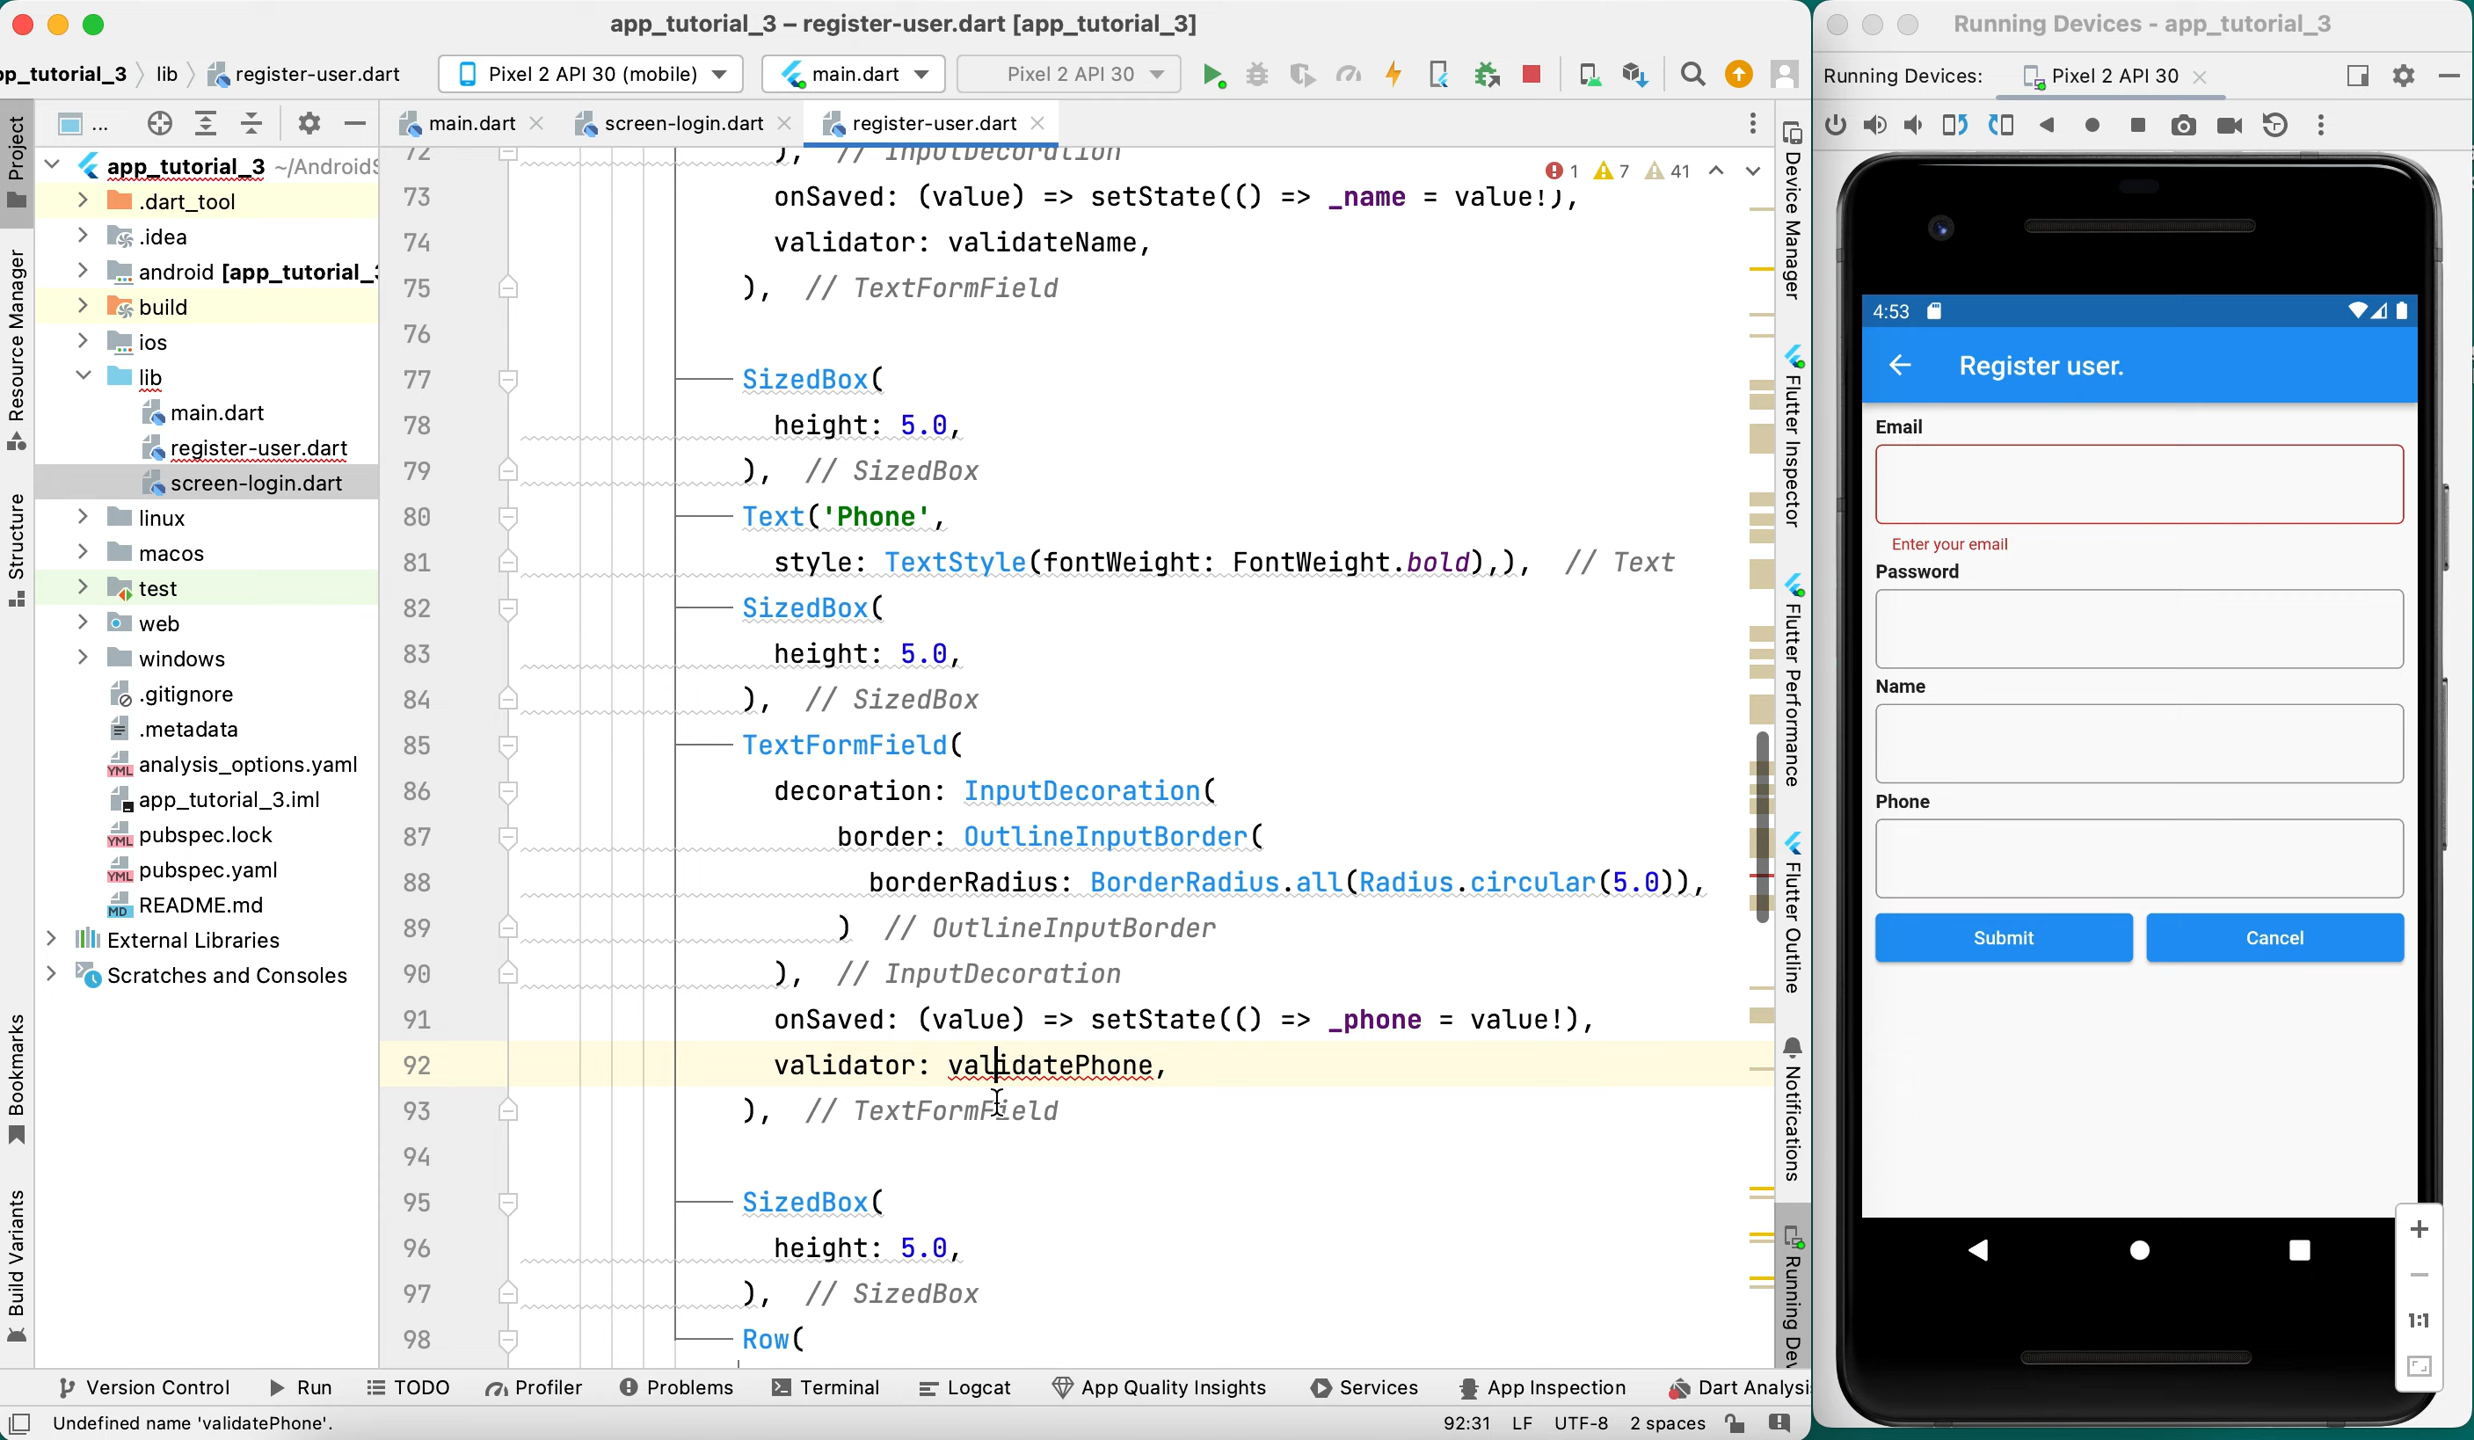 app_tutorial_3 – register-user.dart [app_tutorial_3]
Running Devices - app_tutorial_3
pp_tutorial_3
lib
register-user.dart
Pixel 2 API 30 (mobile)
main.dart
Pixel 2 API 30
Running Devices:
Pixel 2 API 30
...
main.dart
screen-login.dart
register-user.dart
Project
Resource Manager
Structure
Bookmarks
Build Variants
app_tutorial_3 ~/AndroidS
.dart_tool
.idea
android [app_tutorial_3
build
ios
lib
main.dart
register-user.dart
screen-login.dart
linux
macos
test
web
windows
.gitignore
.metadata
analysis_options.yaml
app_tutorial_3.iml
pubspec.lock
pubspec.yaml
README.md
External Libraries
Scratches and Consoles
1 7 41
72 ), // InputDecoration
73 onSaved: (value) => setState(() => _name = value!),
74 validator: validateName,
75 ), // TextFormField
76
77 SizedBox(
78 height: 5.0,
79 ), // SizedBox
80 Text('Phone',
81 style: TextStyle(fontWeight: FontWeight.bold),), // Text
82 SizedBox(
83 height: 5.0,
84 ), // SizedBox
85 TextFormField(
86 decoration: InputDecoration(
87 border: OutlineInputBorder(
88 borderRadius: BorderRadius.all(Radius.circular(5.0)),
89 ) // OutlineInputBorder
90 ), // InputDecoration
91 onSaved: (value) => setState(() => _phone = value!),
92 validator: validatePhone,
93 ), // TextFormField
94
95 SizedBox(
96 height: 5.0,
97 ), // SizedBox
98 Row(
Device Manager
Flutter Inspector
Flutter Performance
Flutter Outline
Notifications
Running Dev
4:53
Register user.
Email
Enter your email
Password
Name
Phone
Submit
Cancel
1:1
Version Control
Run
TODO
Profiler
Problems
Terminal
Logcat
App Quality Insights
Services
App Inspection
Dart Analysi
Undefined name 'validatePhone'.
92:31
LF
UTF-8
2 spaces